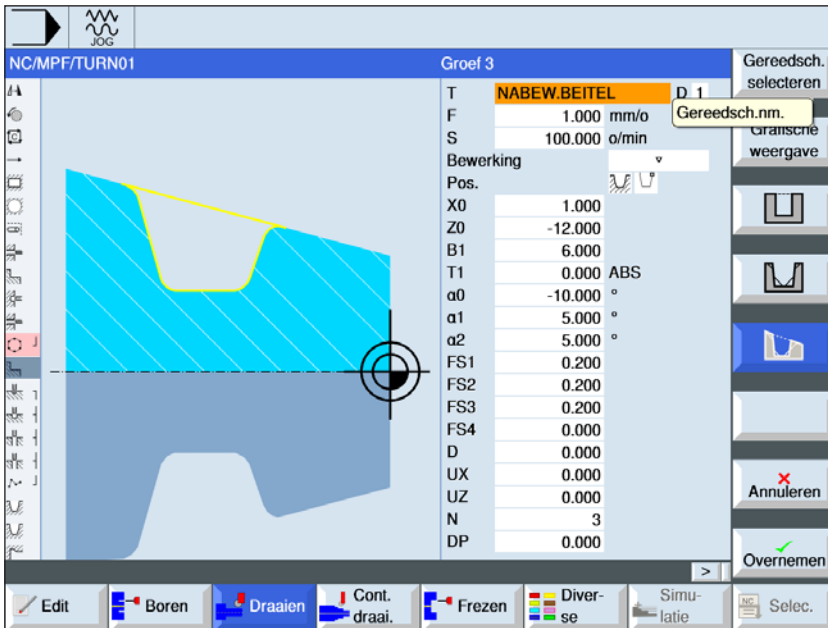 JOG
NC/MPF/TURN01
Groef 3
Gereedsch.
selecteren
T NABEW.BEITEL D 1
Gereedsch.nm.
F 1.000 mm/o
Grafische
weergave
S 100.000 o/min
Bewerking ▿
Pos.
X0 1.000
Z0 -12.000
B1 6.000
T1 0.000 ABS
α0 -10.000 °
α1 5.000 °
α2 5.000 °
FS1 0.200
FS2 0.200
FS3 0.200
FS4 0.000
D 0.000
UX 0.000
UZ 0.000
N 3
DP 0.000
Annuleren
Overnemen
>
Edit
Boren
Draaien
Cont.
draai.
Frezen
Diver-
se
Simu-
latie
NC
Selec.